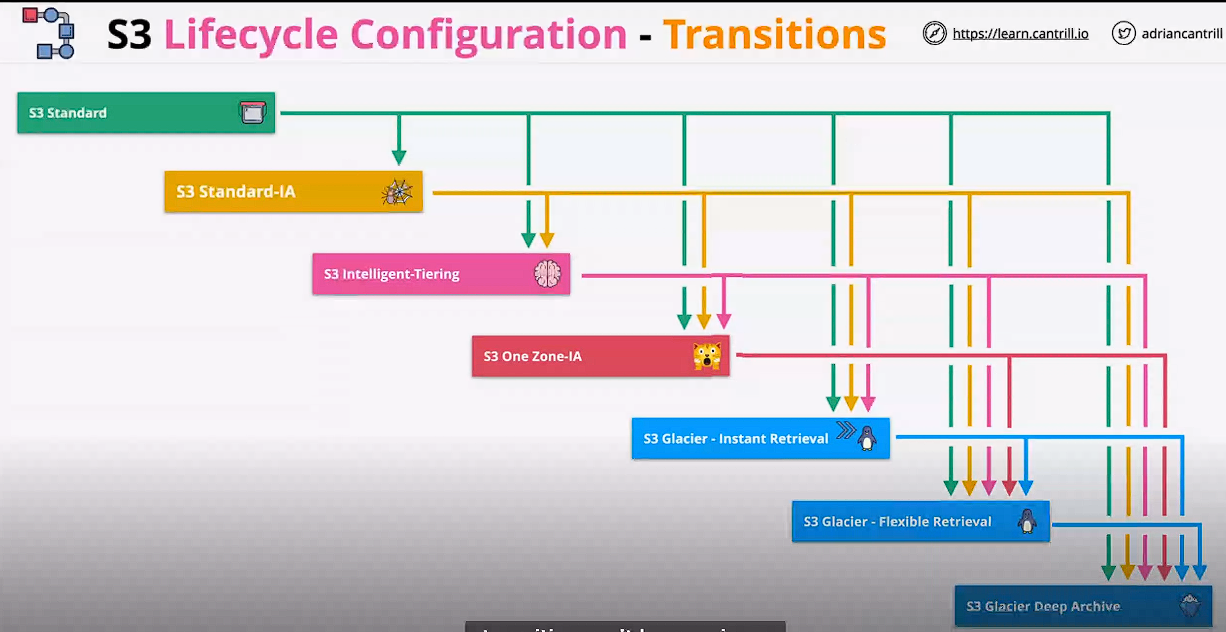 S3 Lifecycle Configuration - Transitions
https://learn.cantrill.io
adriancantrill
S3 Standard
S3 Standard-IA
S3 Intelligent-Tiering
S3 One Zone-IA
S3 Glacier - Instant Retrieval
S3 Glacier - Flexible Retrieval
S3 Glacier Deep Archive